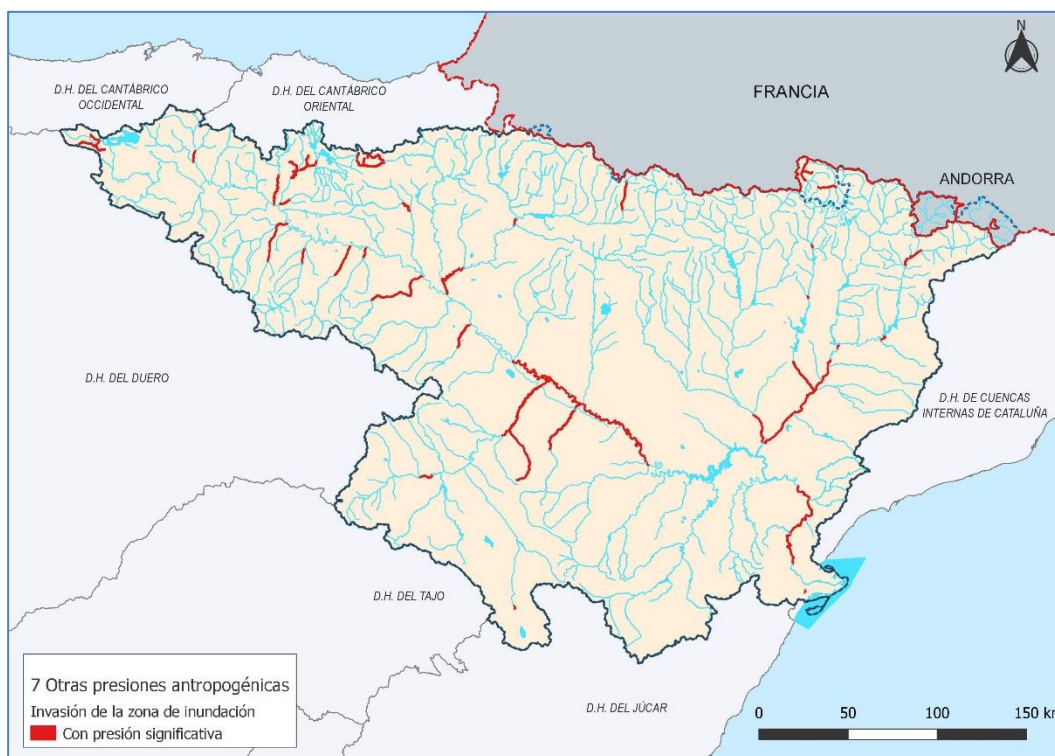 N
D.H. DEL CANTÁBRICO
OCCIDENTAL
D.H. DEL CANTÁBRICO
ORIENTAL
FRANCIA
ANDORRA
D.H. DEL DUERO
D.H. DE CUENCAS
INTERNAS DE CATALUÑA
D.H. DEL TAJO
D.H. DEL JÚCAR
7 Otras presiones antropogénicas
Invasión de la zona de inundación
Con presión significativa
0 50 100 150 km